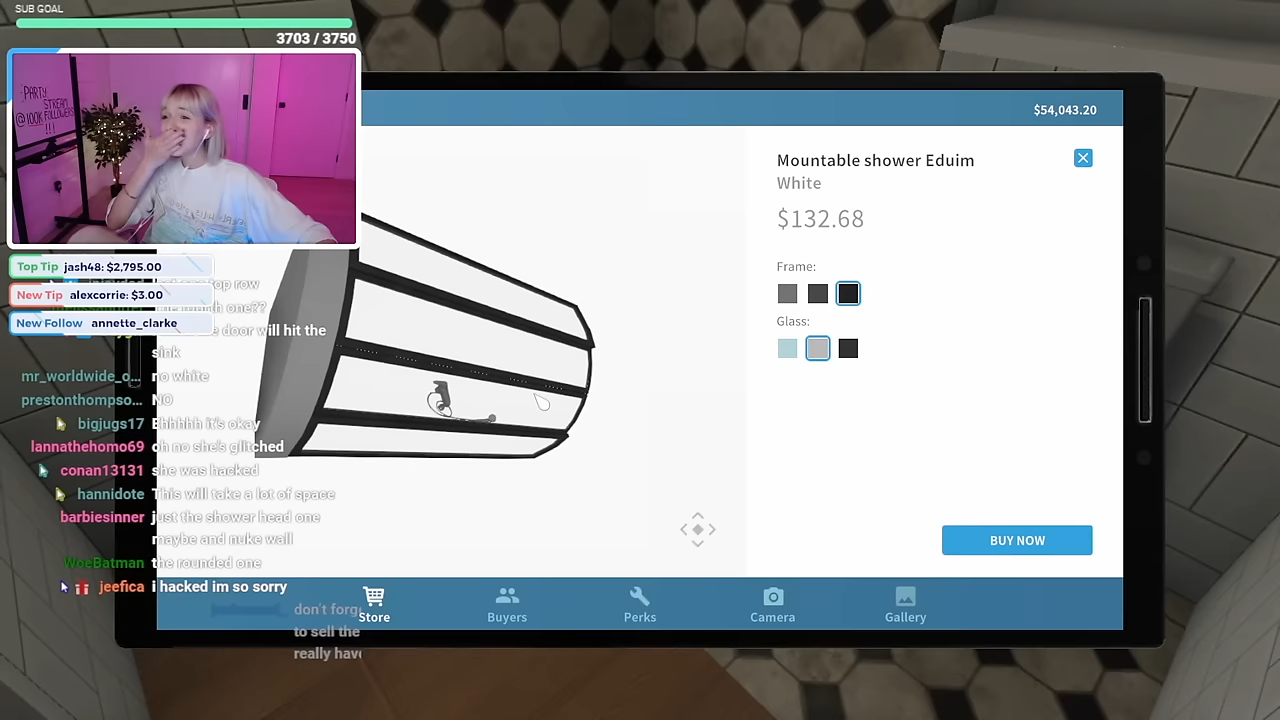 SUB GOAL
3703 / 3750
PARTY
STREAM
@100K FOLLOWERS
!!!
Top Tip jash48: $2,795.00
New Tip alexcorrie: $3.00
New Follow annette_clarke
top row
one??
door will hit the
sink
mr_worldwide_o... no white
prestonthompso... NO
bigjugs17 Ehhhhh it's okay
lannathehomo69 oh no she's glitched
conan13131 she was hacked
hannidote This will take a lot of space
barbiesinner just the shower head one
maybe and nuke wall
WoeBatman the rounded one
jeefica i hacked im so sorry
don't forg
to sell the
really have
$54,043.20
Mountable shower Eduim
White
$132.68
Frame:
Glass:
BUY NOW
Store
Buyers
Perks
Camera
Gallery